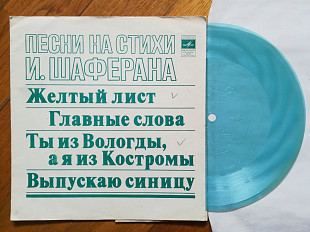 ПЕСНИ НА СТИХИ
И. ШАФЕРАНА
Желтый лист
Главные слова
Ты из Вологды,
а я из Костромы
Выпускаю синицу